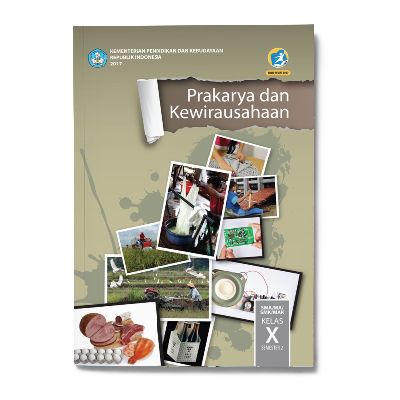 KEMENTERIAN PENDIDIKAN DAN KEBUDAYAAN
REPUBLIK INDONESIA
2017
Prakarya dan
Kewirausahaan
SMA/MA/
SMK/MAK
KELAS
X
SEMESTER 2